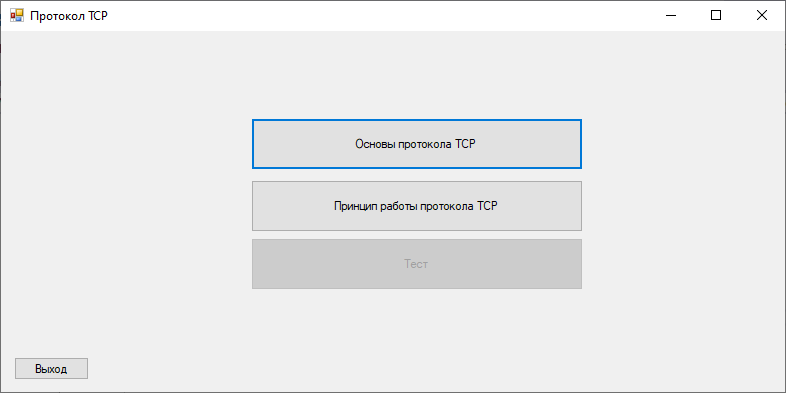 Протокол TCP
Основы протокола TCP
Принцип работы протокола TCP
Тест
Выход